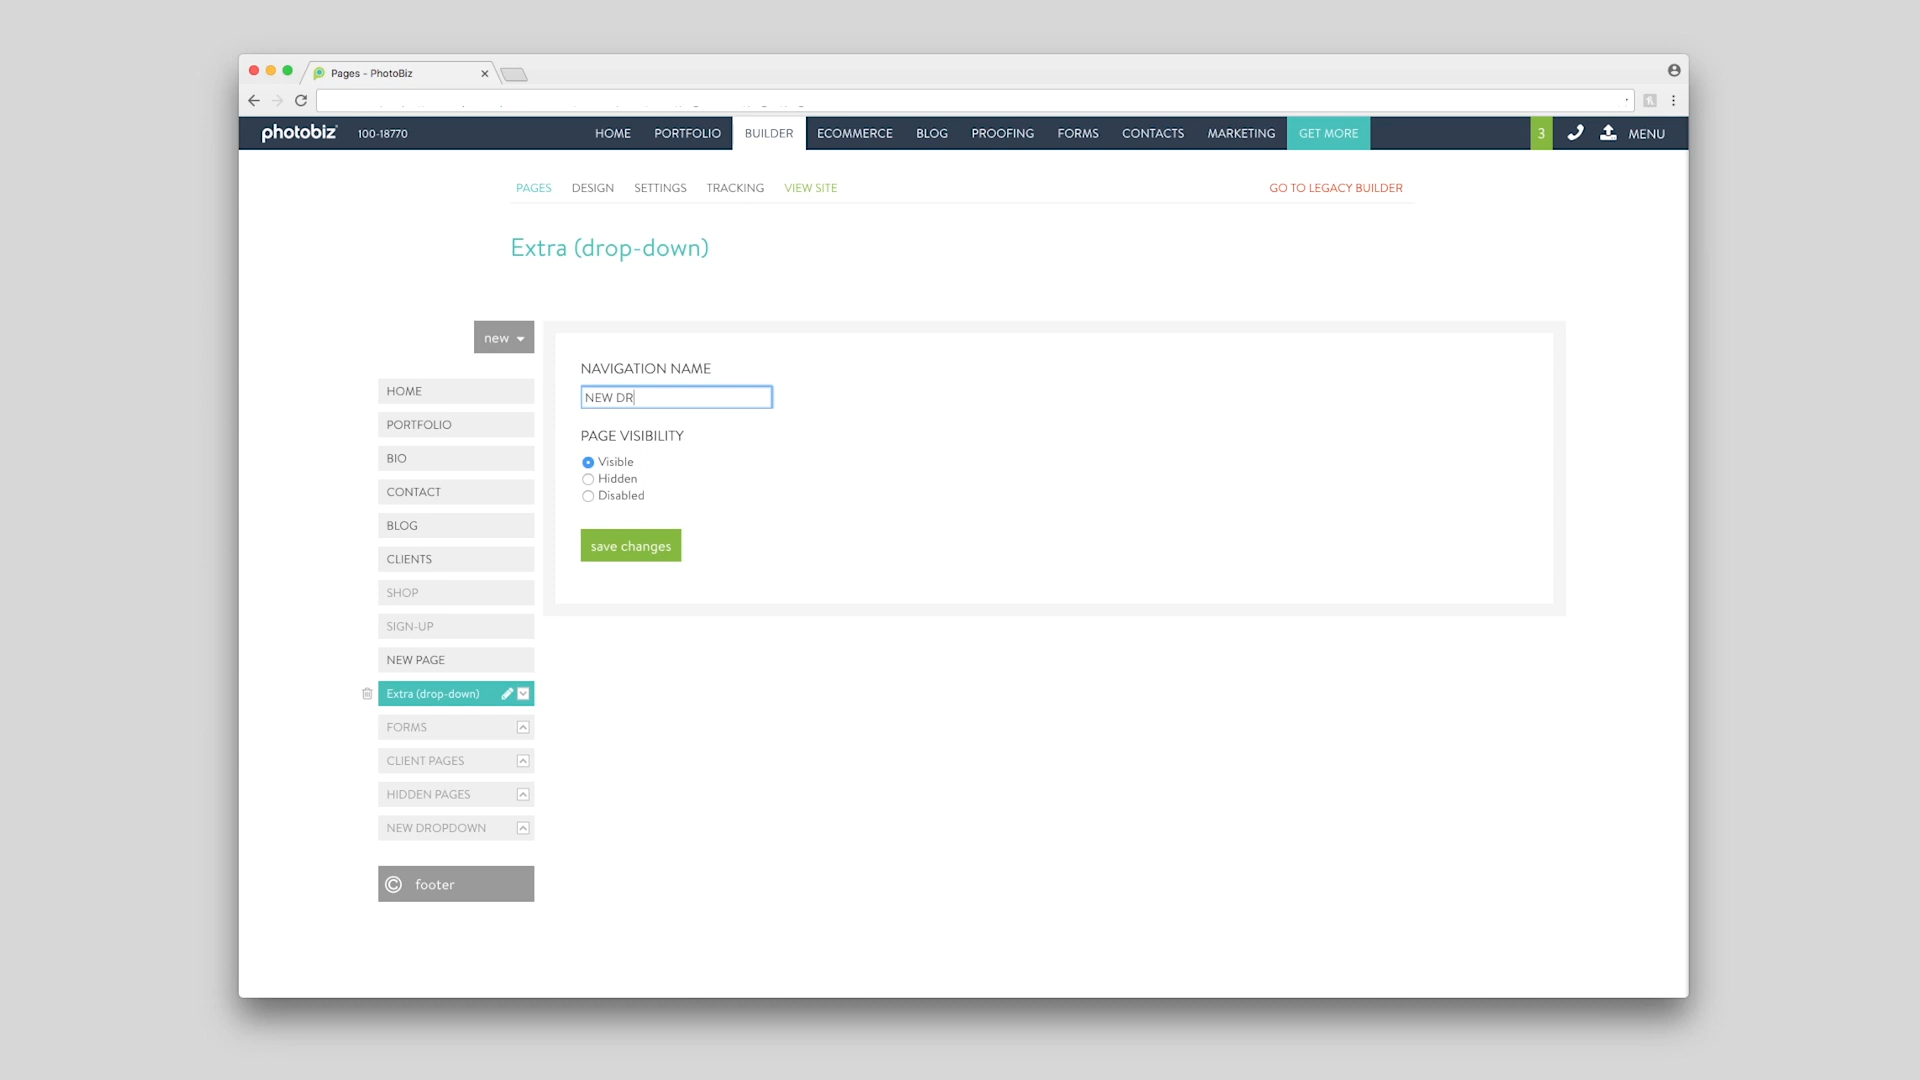 Pages - PhotoBiz
photobiz 100-18770 HOME PORTFOLIO BUILDER ECOMMERCE BLOG PROOFING FORMS CONTACTS MARKETING GET MORE 3 MENU
PAGES DESIGN SETTINGS TRACKING VIEW SITE GO TO LEGACY BUILDER
Extra (drop-down)
new
HOME
PORTFOLIO
BIO
CONTACT
BLOG
CLIENTS
SHOP
SIGN-UP
NEW PAGE
Extra (drop-down)
FORMS
CLIENT PAGES
HIDDEN PAGES
NEW DROPDOWN
© footer
NAVIGATION NAME
NEW DR
PAGE VISIBILITY
Visible
Hidden
Disabled
save changes